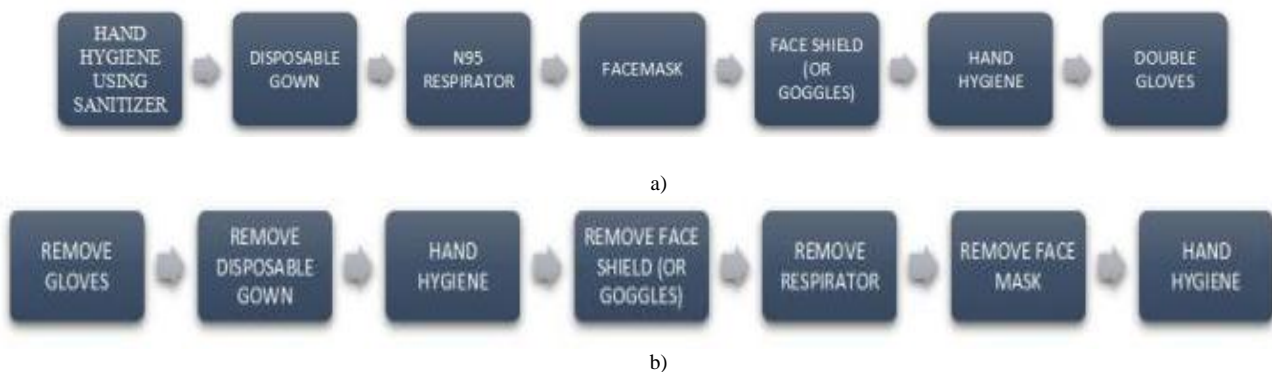 HAND
HYGIENE
USING
SANITIZER
DISPOSABLE
GOWN
N95
RESPIRATOR
FACEMASK
FACE SHIELD
(OR
GOGGLES)
HAND
HYGIENE
DOUBLE
GLOVES
a)
REMOVE
GLOVES
REMOVE
DISPOSABLE
GOWN
HAND
HYGIENE
REMOVE FACE
SHIELD (OR
GOGGLES)
REMOVE
RESPIRATOR
REMOVE FACE
MASK
HAND
HYGIENE
b)